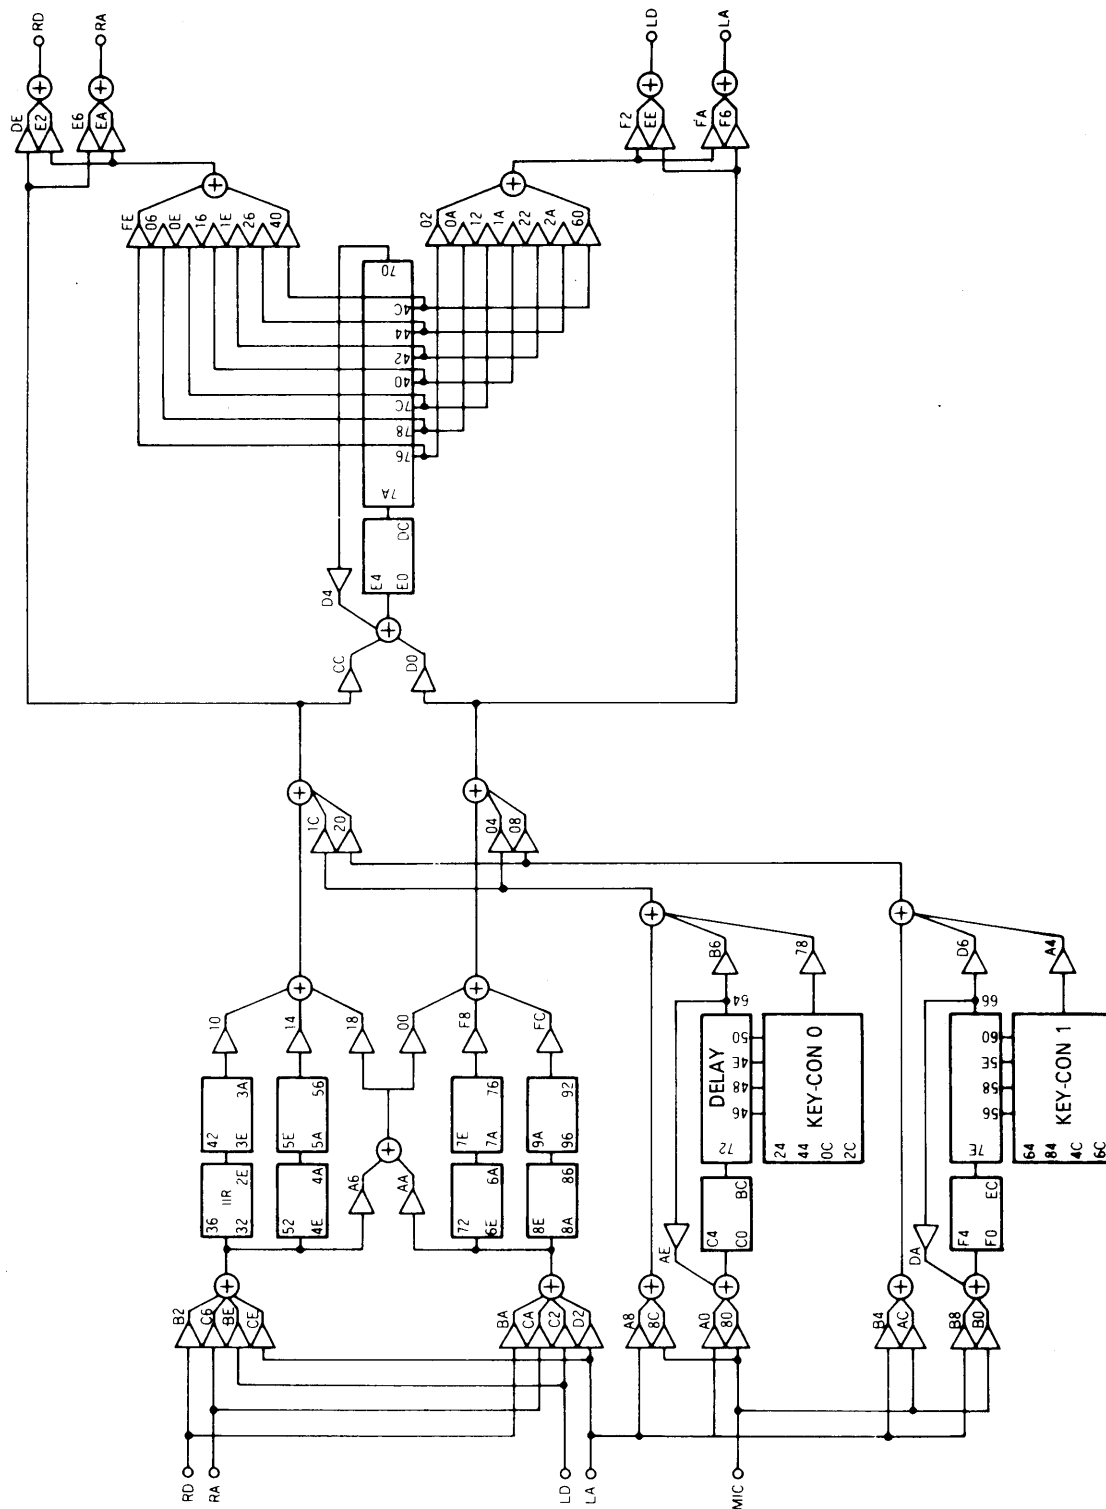 DE
E2
RD
E6
EA
RA
FE
06
0E
16
1E
26
40
70
4C
44
42
40
7C
78
76
7A
DC
E4
E0
D4
CC
D0
02
0A
12
1A
22
2A
60
F2
EE
LD
FA
F6
LA
1C
20
04
08
10
14
18
00
F8
FC
42
3A
3E
36
IIR
2E
32
5E
56
5A
52
4A
4E
A6
AA
7E
76
7A
72
6A
6E
9A
92
96
8E
86
8A
B2
C6
BE
CE
BA
CA
C2
D2
RD
RA
LD
LA
MIC
B6
78
64
DELAY
72
46
48
4E
50
KEY-CON 0
24
44
0C
2C
BC
C4
C0
AE
A8
8C
A0
80
D6
A4
66
7E
56
58
5E
60
KEY-CON 1
64
84
4C
6C
EC
F4
F0
DA
B4
AC
B8
B0